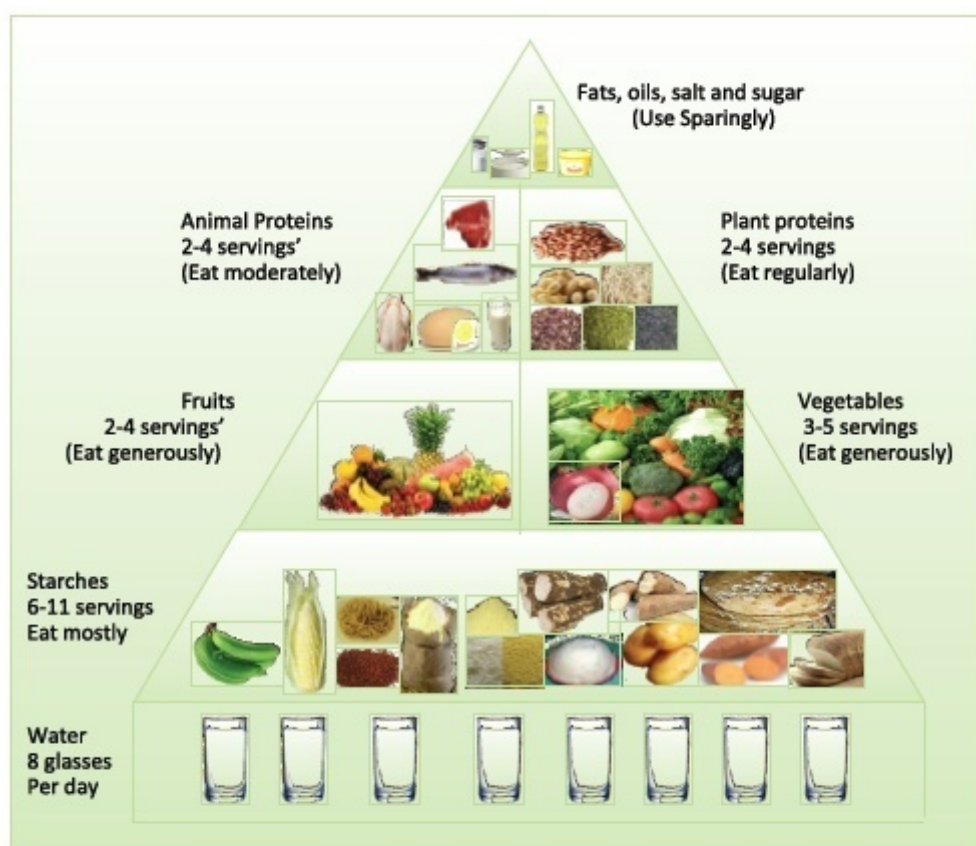 Fats, oils, salt and sugar
(Use Sparingly)
Animal Proteins
2-4 servings’
(Eat moderately)
Plant proteins
2-4 servings
(Eat regularly)
Fruits
2-4 servings’
(Eat generously)
Vegetables
3-5 servings
(Eat generously)
Starches
6-11 servings
Eat mostly
Water
8 glasses
Per day